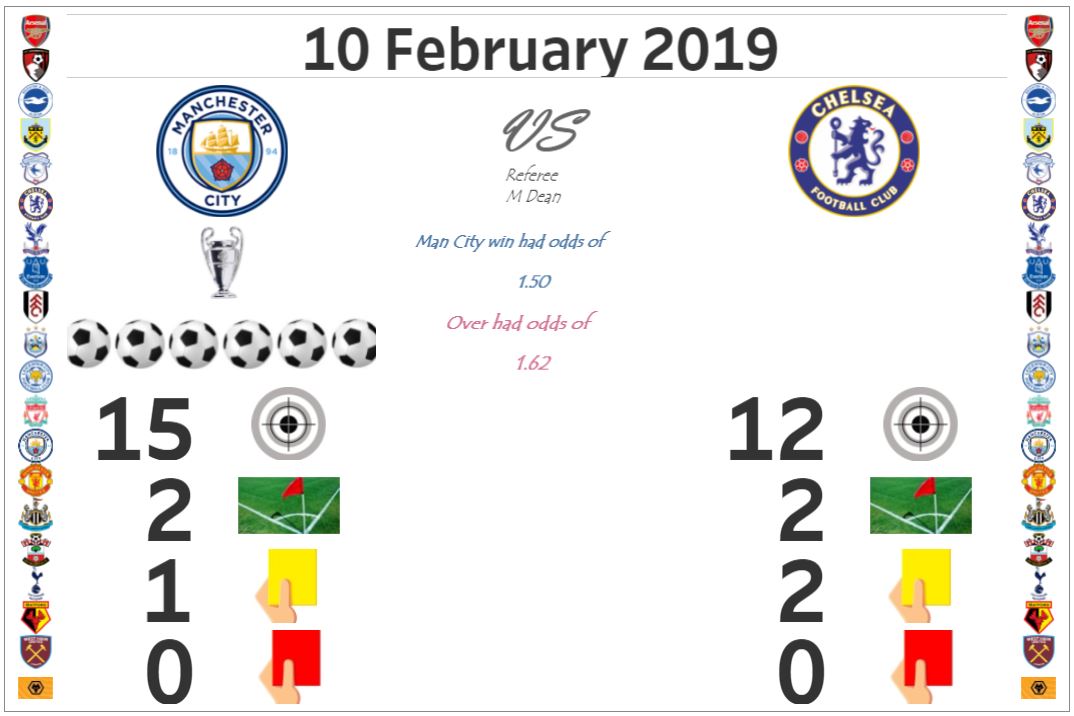 10 February 2019
MANCHESTER
18 94
CITY
VS
CHELSEA
FOOTBALL CLUB
Referee
M Dean
Man City win had odds of
1.50
Over had odds of
1.62
15
12
2
2
1
2
0
0